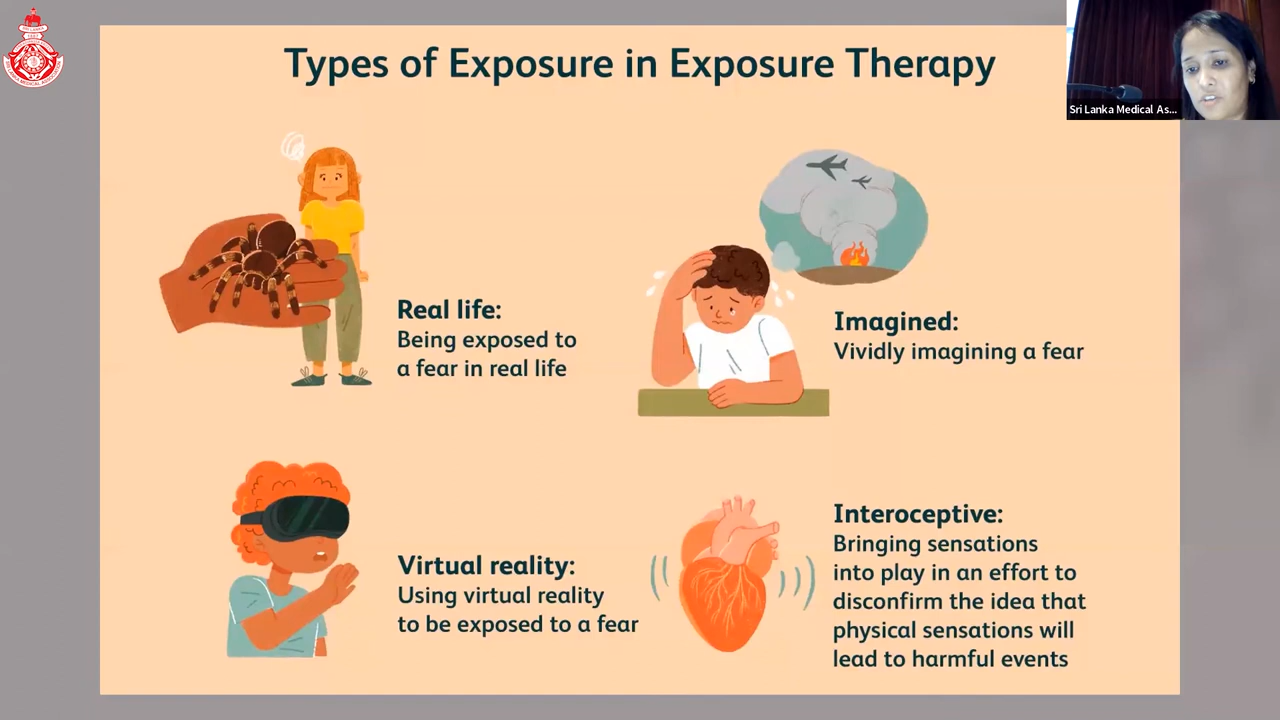 Types of Exposure in Exposure Therapy
Sri Lanka Medical As...
Real life:
Being exposed to
a fear in real life
Imagined:
Vividly imagining a fear
Virtual reality:
Using virtual reality
to be exposed to a fear
Interoceptive:
Bringing sensations
into play in an effort to
disconfirm the idea that
physical sensations will
lead to harmful events